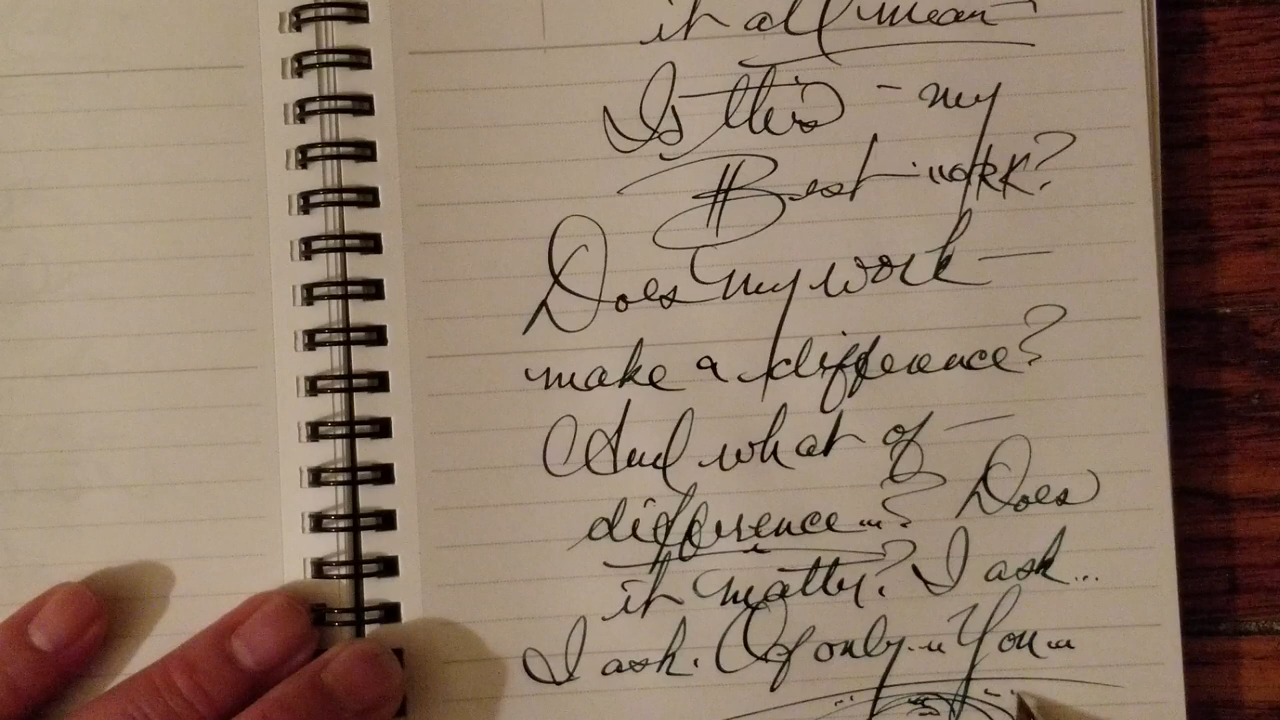 it all mean
Is this - my
Best work?
Does my work —
make a difference?
And what of —
difference...? Does
it matter? I ask...
I ask. Of only... You...